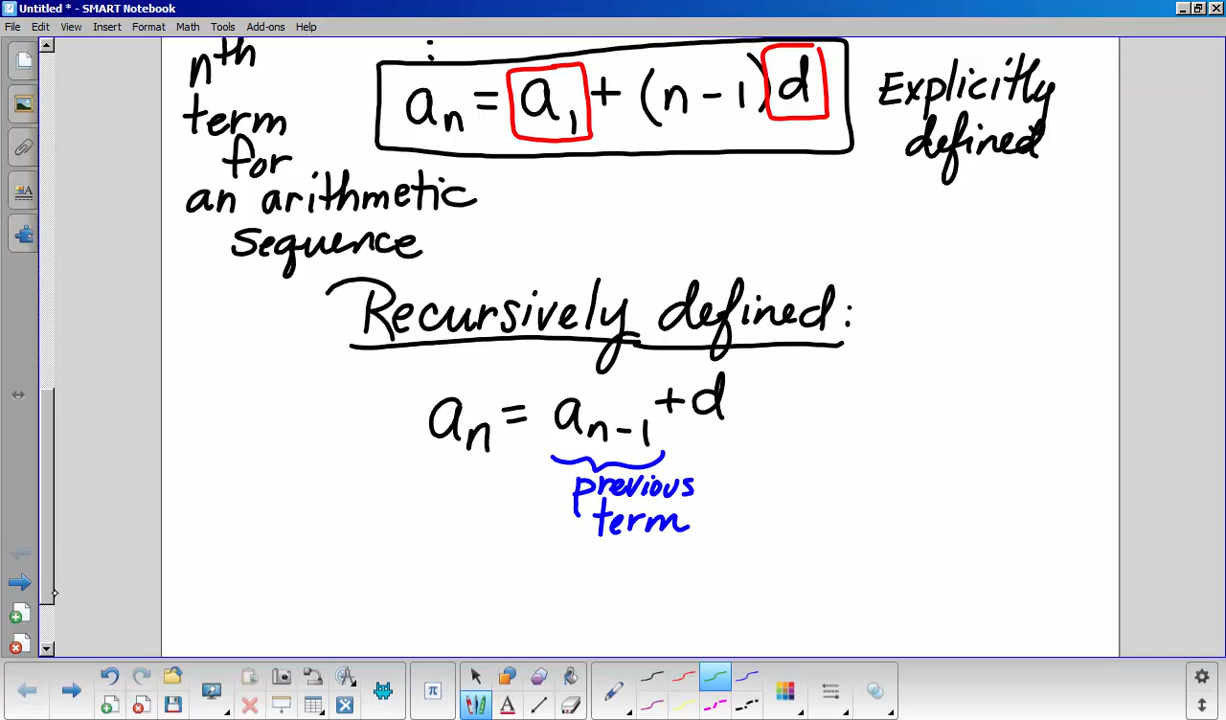 Untitled * - SMART Notebook
File Edit View Insert Format Math Tools Add-ons Help
nth
term
for
an arithmetic
sequence
:
aₙ = a₁ + (n - 1)d
Explicitly
defined
Recursively defined:
aₙ = aₙ₋₁ + d
previous
term